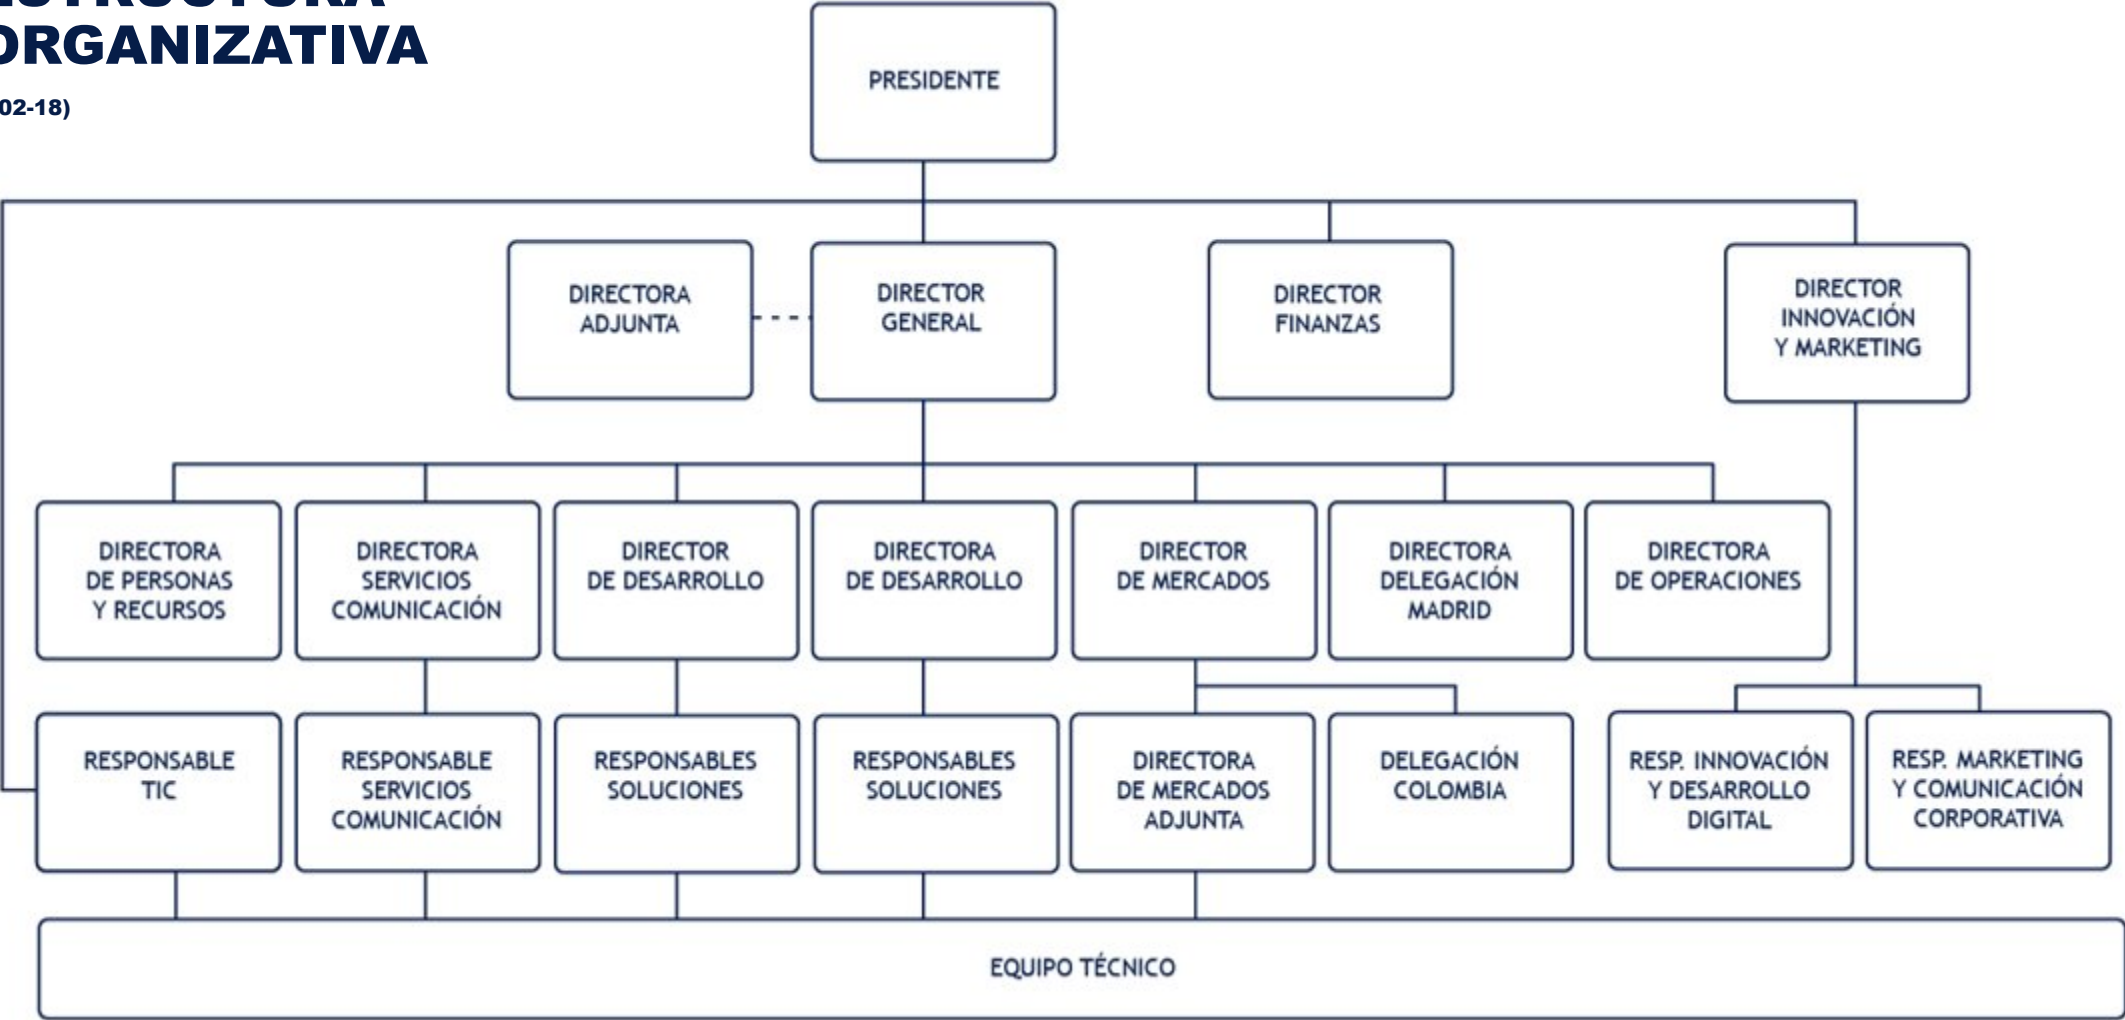 ESTRUCTURA
ORGANIZATIVA
02-18)
PRESIDENTE
DIRECTORA
ADJUNTA
DIRECTOR
GENERAL
DIRECTOR
FINANZAS
DIRECTOR
INNOVACIÓN
Y MARKETING
DIRECTORA
DE PERSONAS
Y RECURSOS
DIRECTORA
SERVICIOS
COMUNICACIÓN
DIRECTOR
DE DESARROLLO
DIRECTORA
DE DESARROLLO
DIRECTOR
DE MERCADOS
DIRECTORA
DELEGACIÓN
MADRID
DIRECTORA
DE OPERACIONES
RESPONSABLE
TIC
RESPONSABLE
SERVICIOS
COMUNICACIÓN
RESPONSABLES
SOLUCIONES
RESPONSABLES
SOLUCIONES
DIRECTORA
DE MERCADOS
ADJUNTA
DELEGACIÓN
COLOMBIA
RESP. INNOVACIÓN
Y DESARROLLO
DIGITAL
RESP. MARKETING
Y COMUNICACIÓN
CORPORATIVA
EQUIPO TÉCNICO